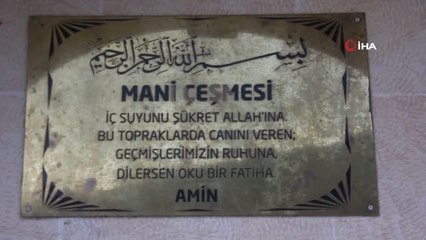 İHA
بسم الله الرحمن الرحيم
MANİ ÇEŞMESİ
İÇ SUYUNU ŞÜKRET ALLAH'INA.
BU TOPRAKLARDA CANINI VEREN;
GEÇMİŞLERİMİZİN RUHUNA,
DİLERSEN OKU BİR FATİHA.
AMİN